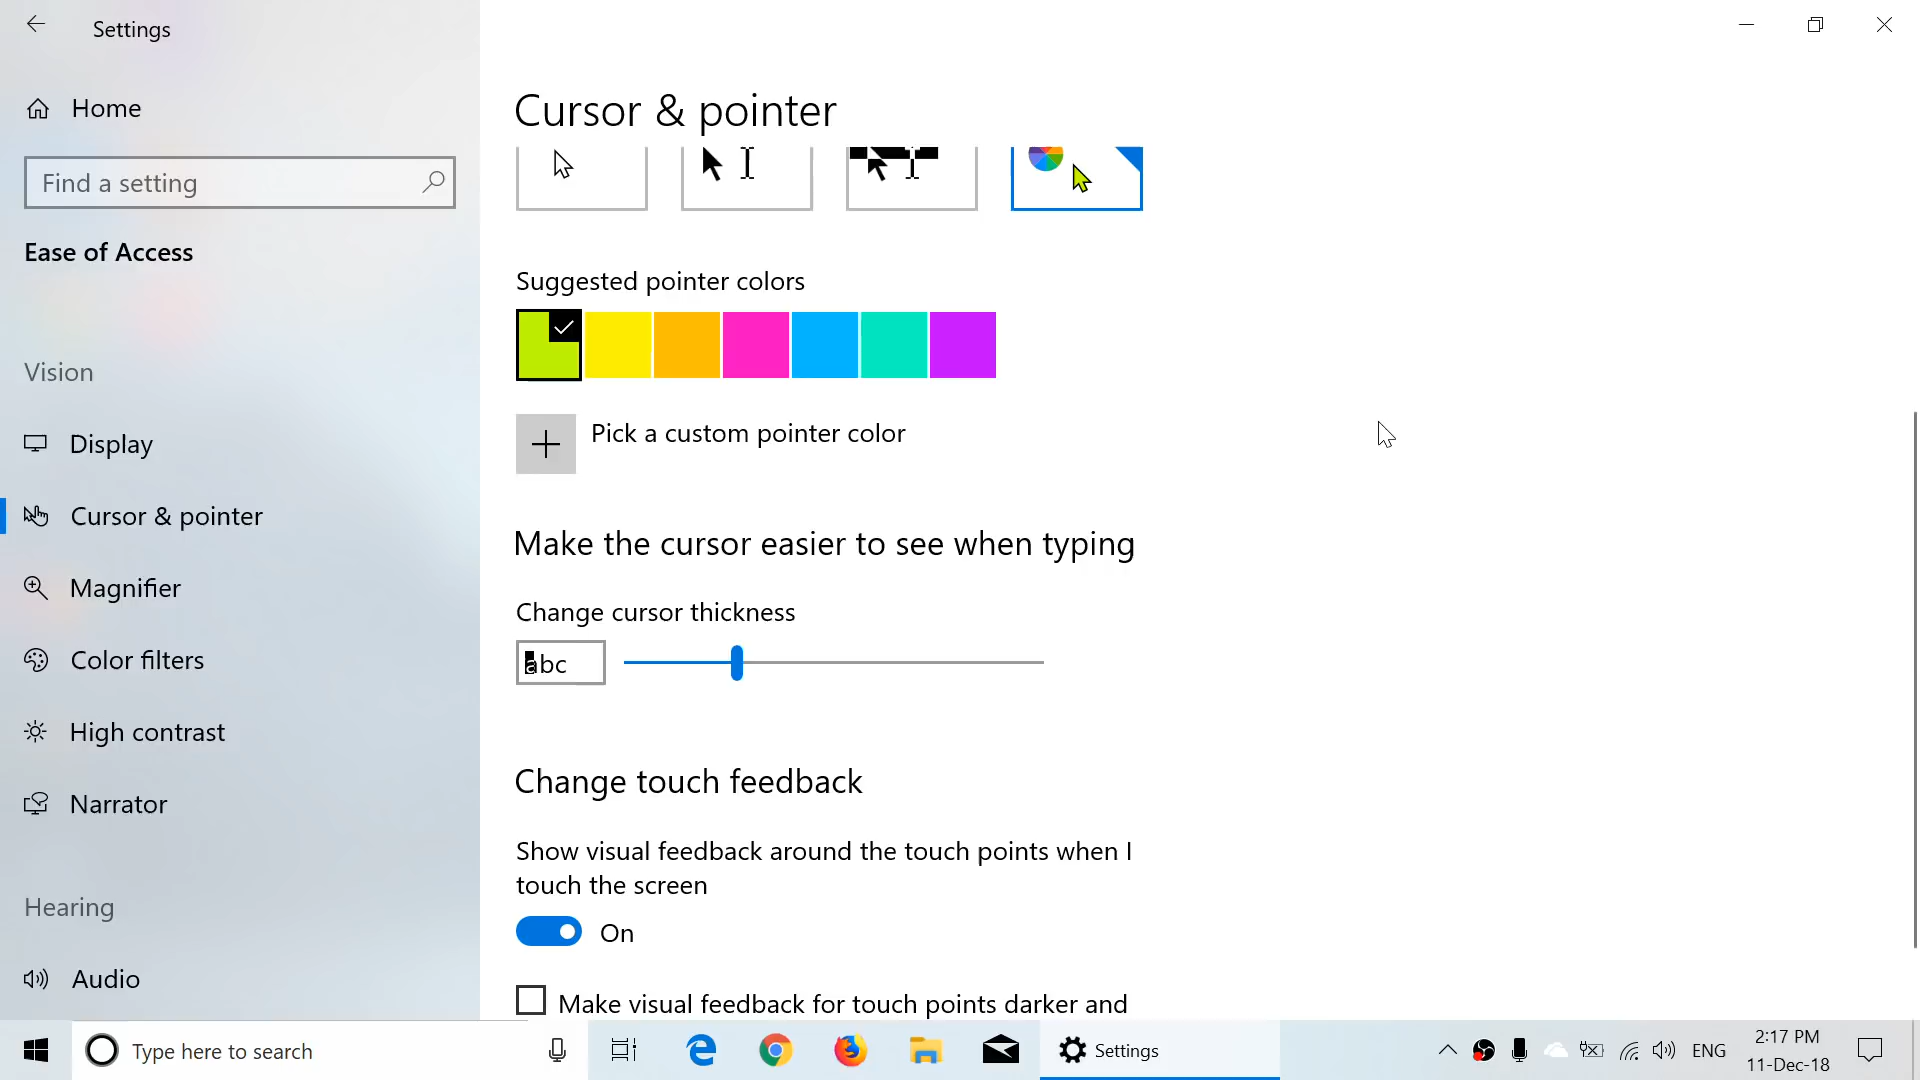 Settings
Home
Find a setting
Ease of Access
Vision
Display
Cursor & pointer
Magnifier
Color filters
High contrast
Narrator
Hearing
Audio
Cursor & pointer
Suggested pointer colors
Pick a custom pointer color
Make the cursor easier to see when typing
Change cursor thickness
abc
Change touch feedback
Show visual feedback around the touch points when I
touch the screen
On
Make visual feedback for touch points darker and
Type here to search
Settings
ENG
2:17 PM
11-Dec-18